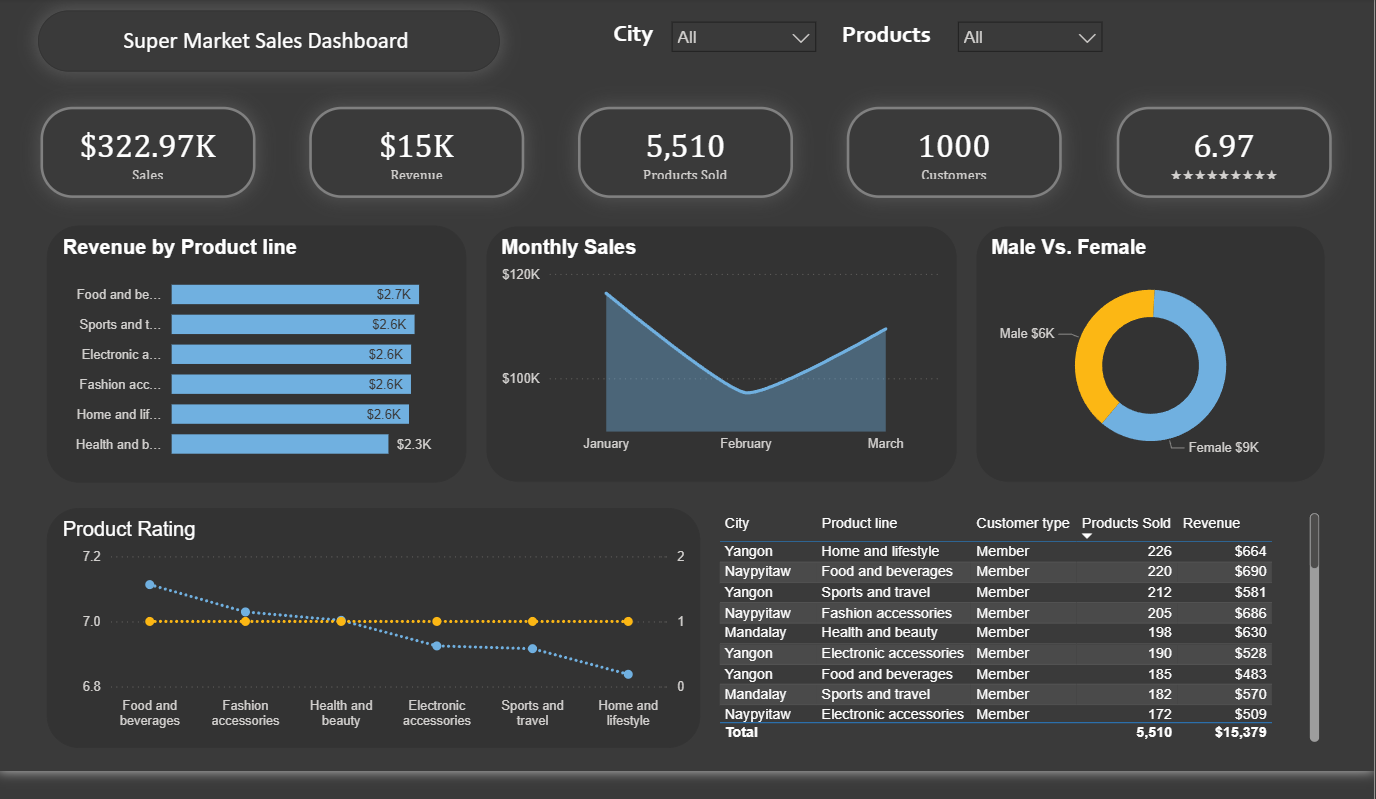 Super Market Sales Dashboard
City
All
Products
All
$322.97K
Sales
$15K
Revenue
5,510
Products Sold
1000
Customers
6.97
★★★★★★★★★
Revenue by Product line
Food and be... $2.7K
Sports and t... $2.6K
Electronic a... $2.6K
Fashion acc... $2.6K
Home and lif... $2.6K
Health and b... $2.3K
Monthly Sales
$120K
$100K
January February March
Male Vs. Female
Male $6K
Female $9K
Product Rating
7.2 2
7.0 1
6.8 0
Food and beverages
Fashion accessories
Health and beauty
Electronic accessories
Sports and travel
Home and lifestyle
City Product line Customer type Products Sold Revenue
Yangon Home and lifestyle Member 226 $664
Naypyitaw Food and beverages Member 220 $690
Yangon Sports and travel Member 212 $581
Naypyitaw Fashion accessories Member 205 $686
Mandalay Health and beauty Member 198 $630
Yangon Electronic accessories Member 190 $528
Yangon Food and beverages Member 185 $483
Mandalay Sports and travel Member 182 $570
Naypyitaw Electronic accessories Member 172 $509
Total 5,510 $15,379